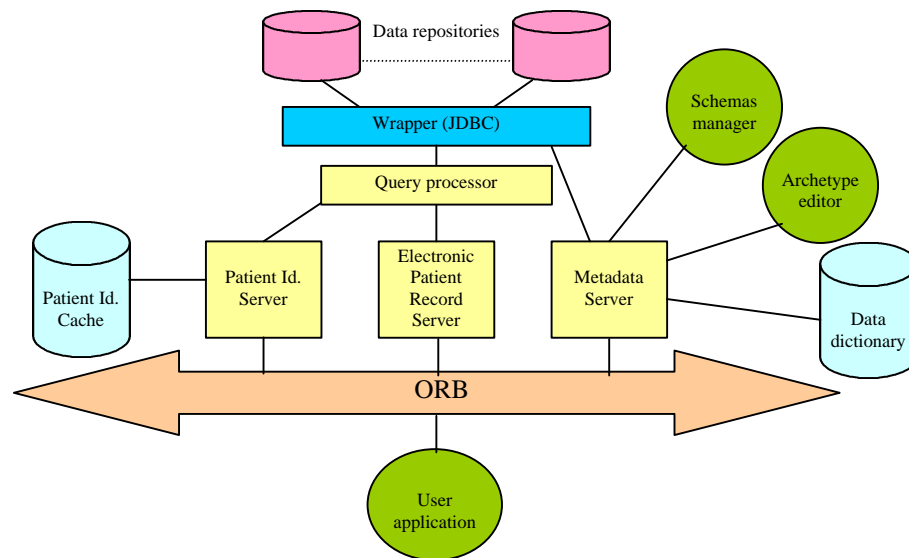 Data repositories
Wrapper (JDBC)
Schemas
manager
Query processor
Archetype
editor
Patient Id.
Cache
Patient Id.
Server
Electronic
Patient
Record
Server
Metadata
Server
Data
dictionary
ORB
User
application